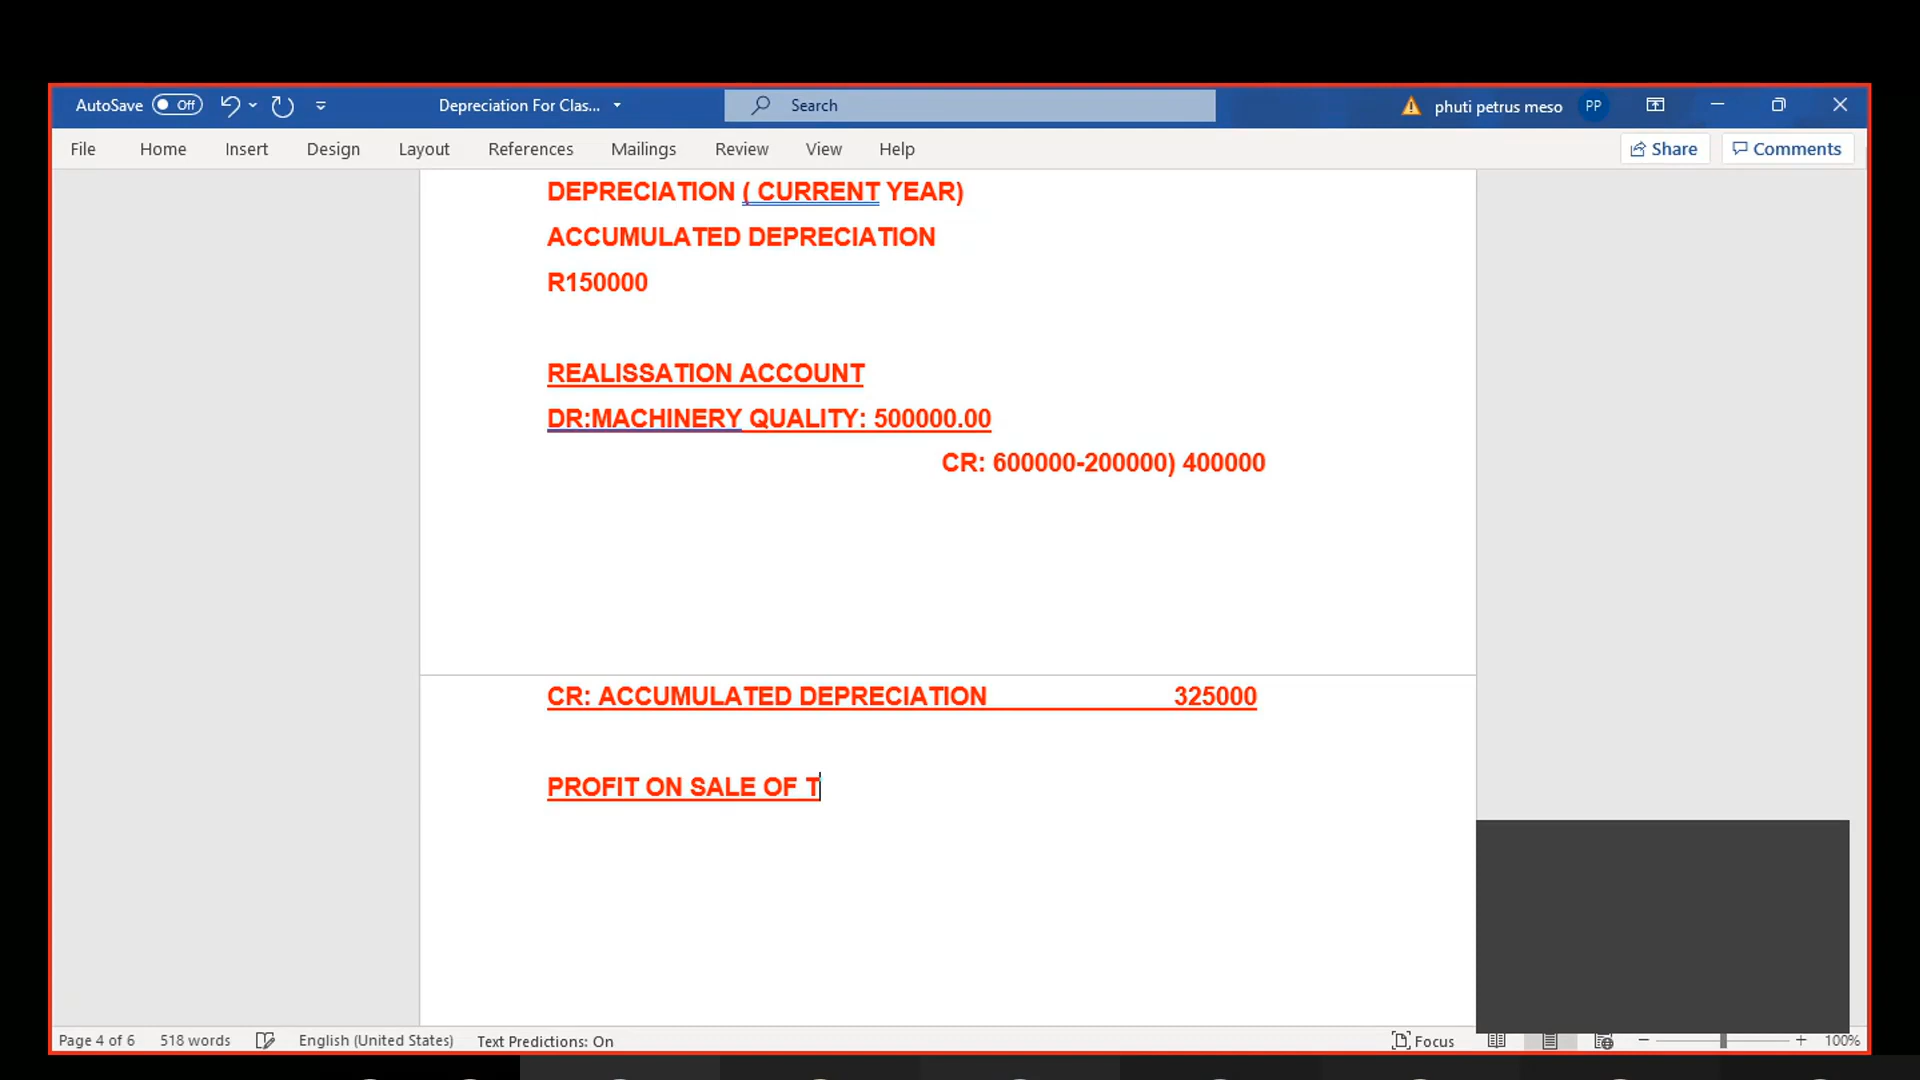 AutoSave Off Depreciation For Clas... Search phuti petrus meso PP
File Home Insert Design Layout References Mailings Review View Help Share Comments
DEPRECIATION ( CURRENT YEAR)
ACCUMULATED DEPRECIATION
R150000
REALISSATION ACCOUNT
DR:MACHINERY QUALITY: 500000.00
CR: 600000-200000) 400000
CR: ACCUMULATED DEPRECIATION 325000
PROFIT ON SALE OF T
Page 4 of 6 518 words English (United States) Text Predictions: On Focus 100%